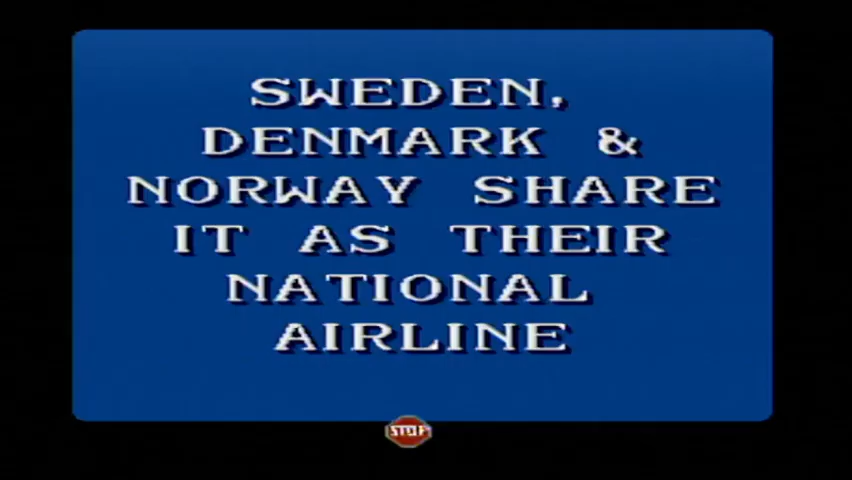 SWEDEN,
DENMARK &
NORWAY SHARE
IT AS THEIR
NATIONAL
AIRLINE
STOP